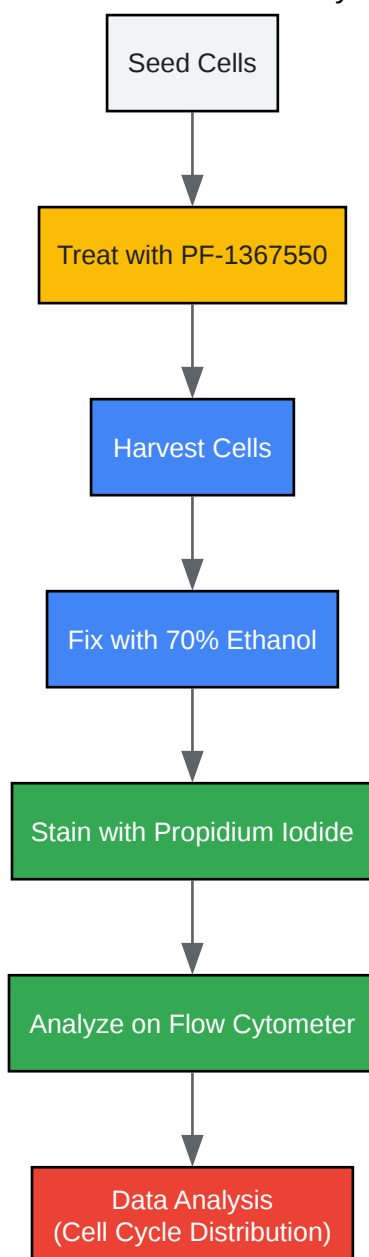 Seed Cells
Treat with PF-1367550
Harvest Cells
Fix with 70% Ethanol
Stain with Propidium Iodide
Analyze on Flow Cytometer
Data Analysis
(Cell Cycle Distribution)